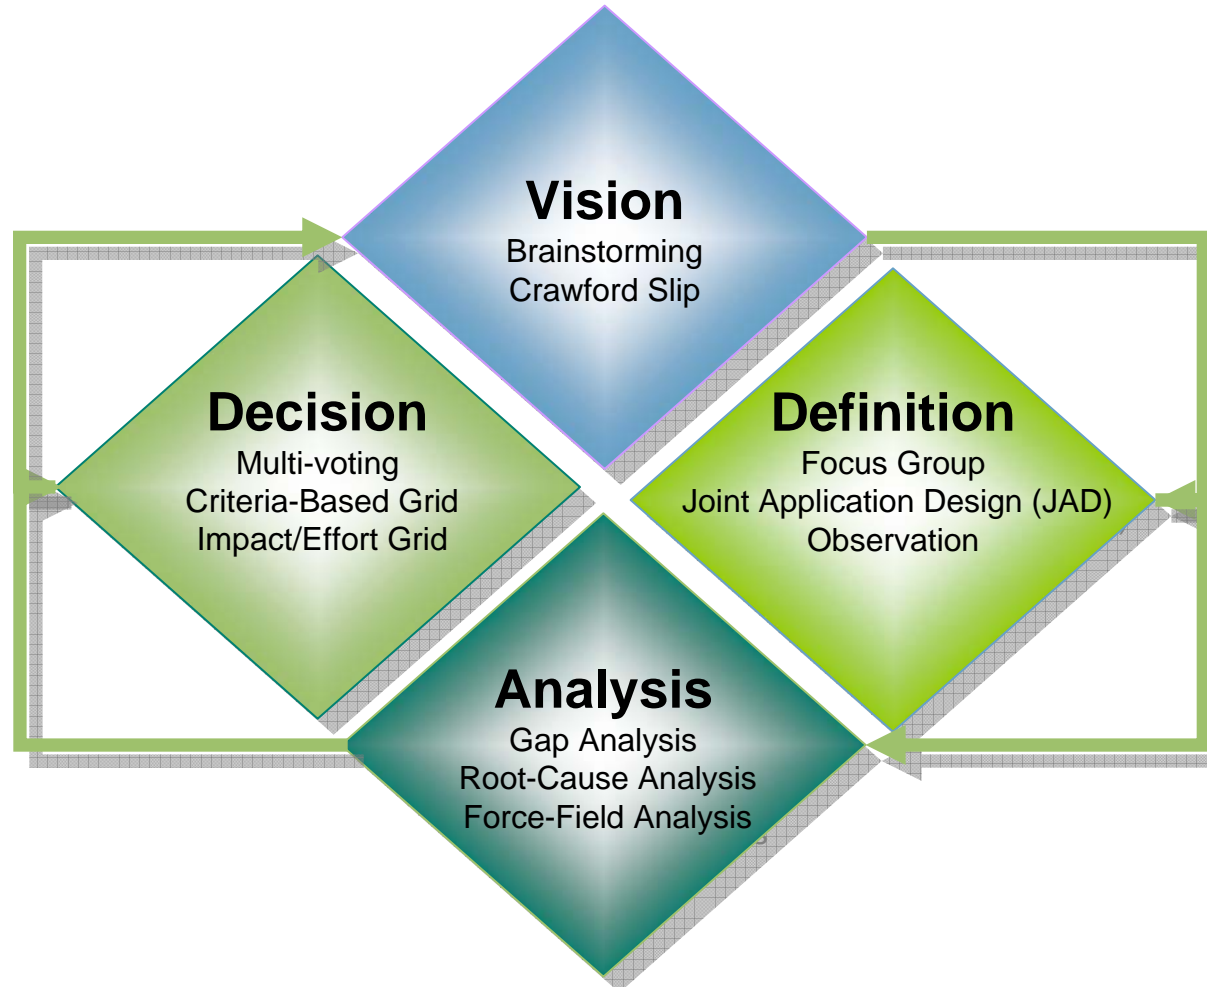 Vision
Brainstorming
Crawford Slip
Decision
Multi-voting
Criteria-Based Grid
Impact/Effort Grid
Definition
Focus Group
Joint Application Design (JAD)
Observation
Analysis
Gap Analysis
Root-Cause Analysis
Force-Field Analysis